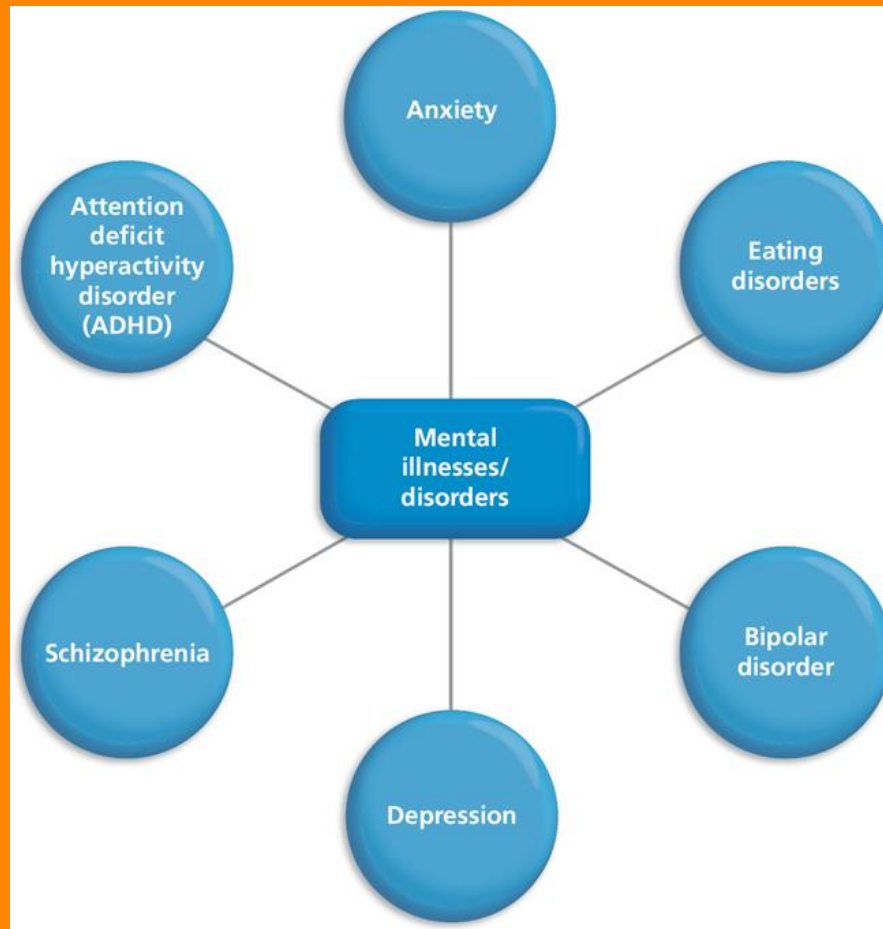 Anxiety
Attention
deficit
hyperactivity
disorder
(ADHD)
Eating
disorders
Mental
illnesses/
disorders
Schizophrenia
Bipolar
disorder
Depression